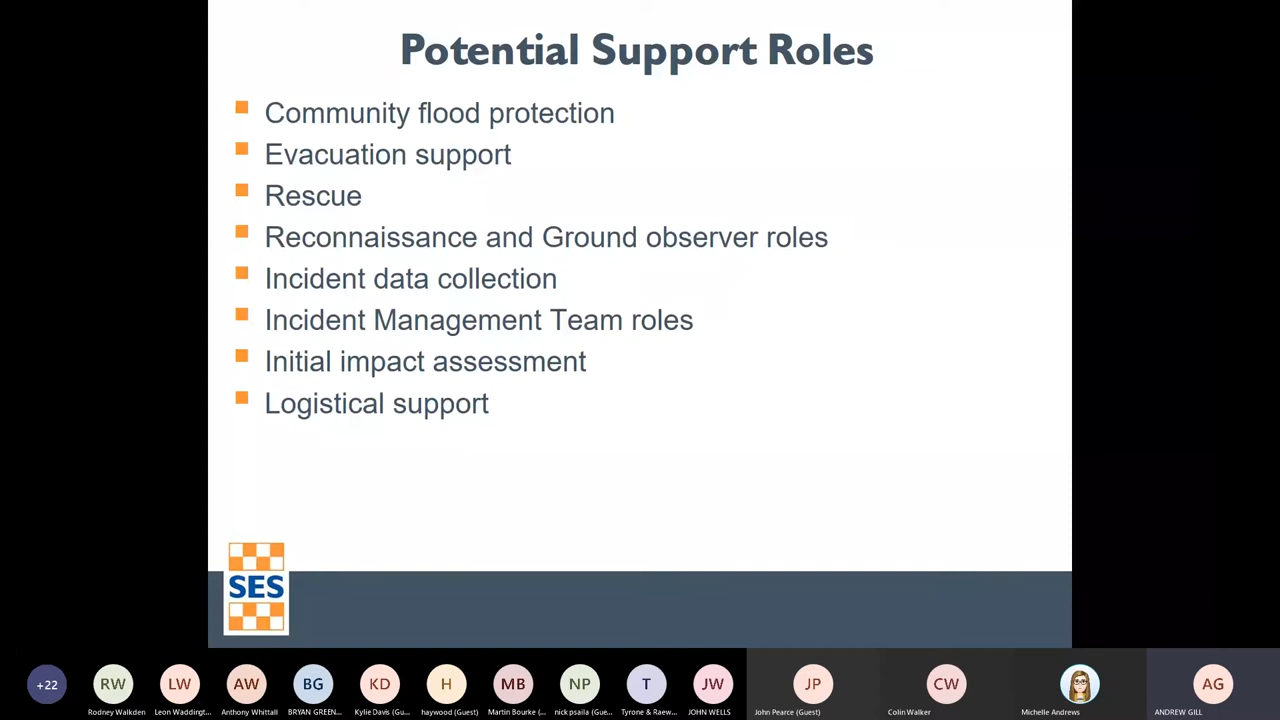 Potential Support Roles
Community flood protection
Evacuation support
Rescue
Reconnaissance and Ground observer roles
Incident data collection
Incident Management Team roles
Initial impact assessment
Logistical support
SES
+22 RW LW AW BG KD H MB NP T JW JP CW AG
Rodney Walkden Leon Waddingt... Anthony Whittall BRYAN GREEN... Kylie Davis (Gu... haywood (Guest) Martin Bourke (... nick psaila (Gue... Tyrone & Raew... JOHN WELLS John Pearce (Guest) Colin Walker Michelle Andrews ANDREW GILL